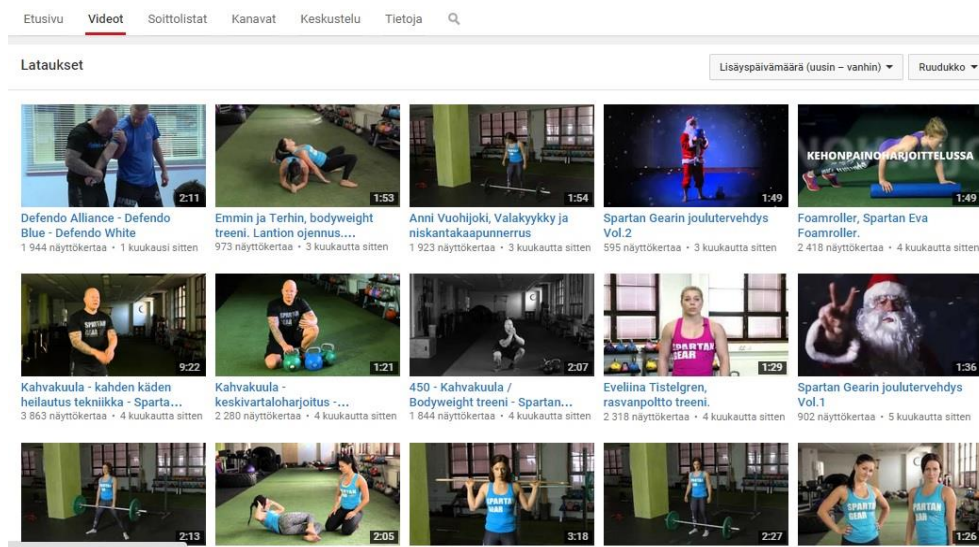 Etusivu Videot Soittolistat Kanavat Keskustelu Tietoja
Lataukset
Lisäyspäivämäärä (uusin – vanhin) Ruudukko
KEHONPAINOHARJOITTELUSSA
2:11 1:53 1:54 1:49 1:49
Defendo Alliance - Defendo
Blue - Defendo White
1 944 näyttökertaa • 1 kuukausi sitten
Emmin ja Terhin, bodyweight
treeni. Lantion ojennus....
973 näyttökertaa • 3 kuukautta sitten
Anni Vuohijoki, Valakyykky ja
niskantakaapunnerrus
1 923 näyttökertaa • 3 kuukautta sitten
Spartan Gearin joulutervehdys
Vol.2
595 näyttökertaa • 3 kuukautta sitten
Foamroller, Spartan Eva
Foamroller.
2 418 näyttökertaa • 4 kuukautta sitten
SPARTAN
GEAR
SPARTAN
GEAR
SPARTAN
GEAR
9:22 1:21 2:07 1:29 1:36
Kahvakuula - kahden käden
heilautus tekniikka - Sparta...
3 863 näyttökertaa • 4 kuukautta sitten
Kahvakuula -
keskivartaloharjoitus -...
2 280 näyttökertaa • 4 kuukautta sitten
450 - Kahvakuula /
Bodyweight treeni - Spartan...
1 844 näyttökertaa • 4 kuukautta sitten
Eveliina Tistelgren,
rasvanpoltto treeni.
2 318 näyttökertaa • 4 kuukautta sitten
Spartan Gearin joulutervehdys
Vol.1
902 näyttökertaa • 5 kuukautta sitten
SPARTAN
GEAR
SPARTAN
GEAR
SPARTAN
GEAR
2:13 2:05 3:18 2:27 1:26